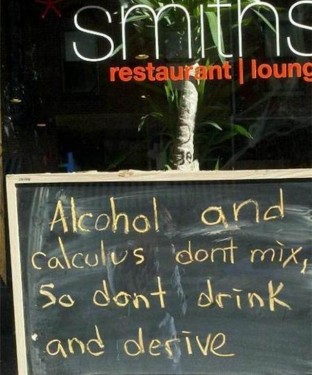 smiths
restaurant | loung
Alcohol and
calculus dont mix,
So dont drink
and derive